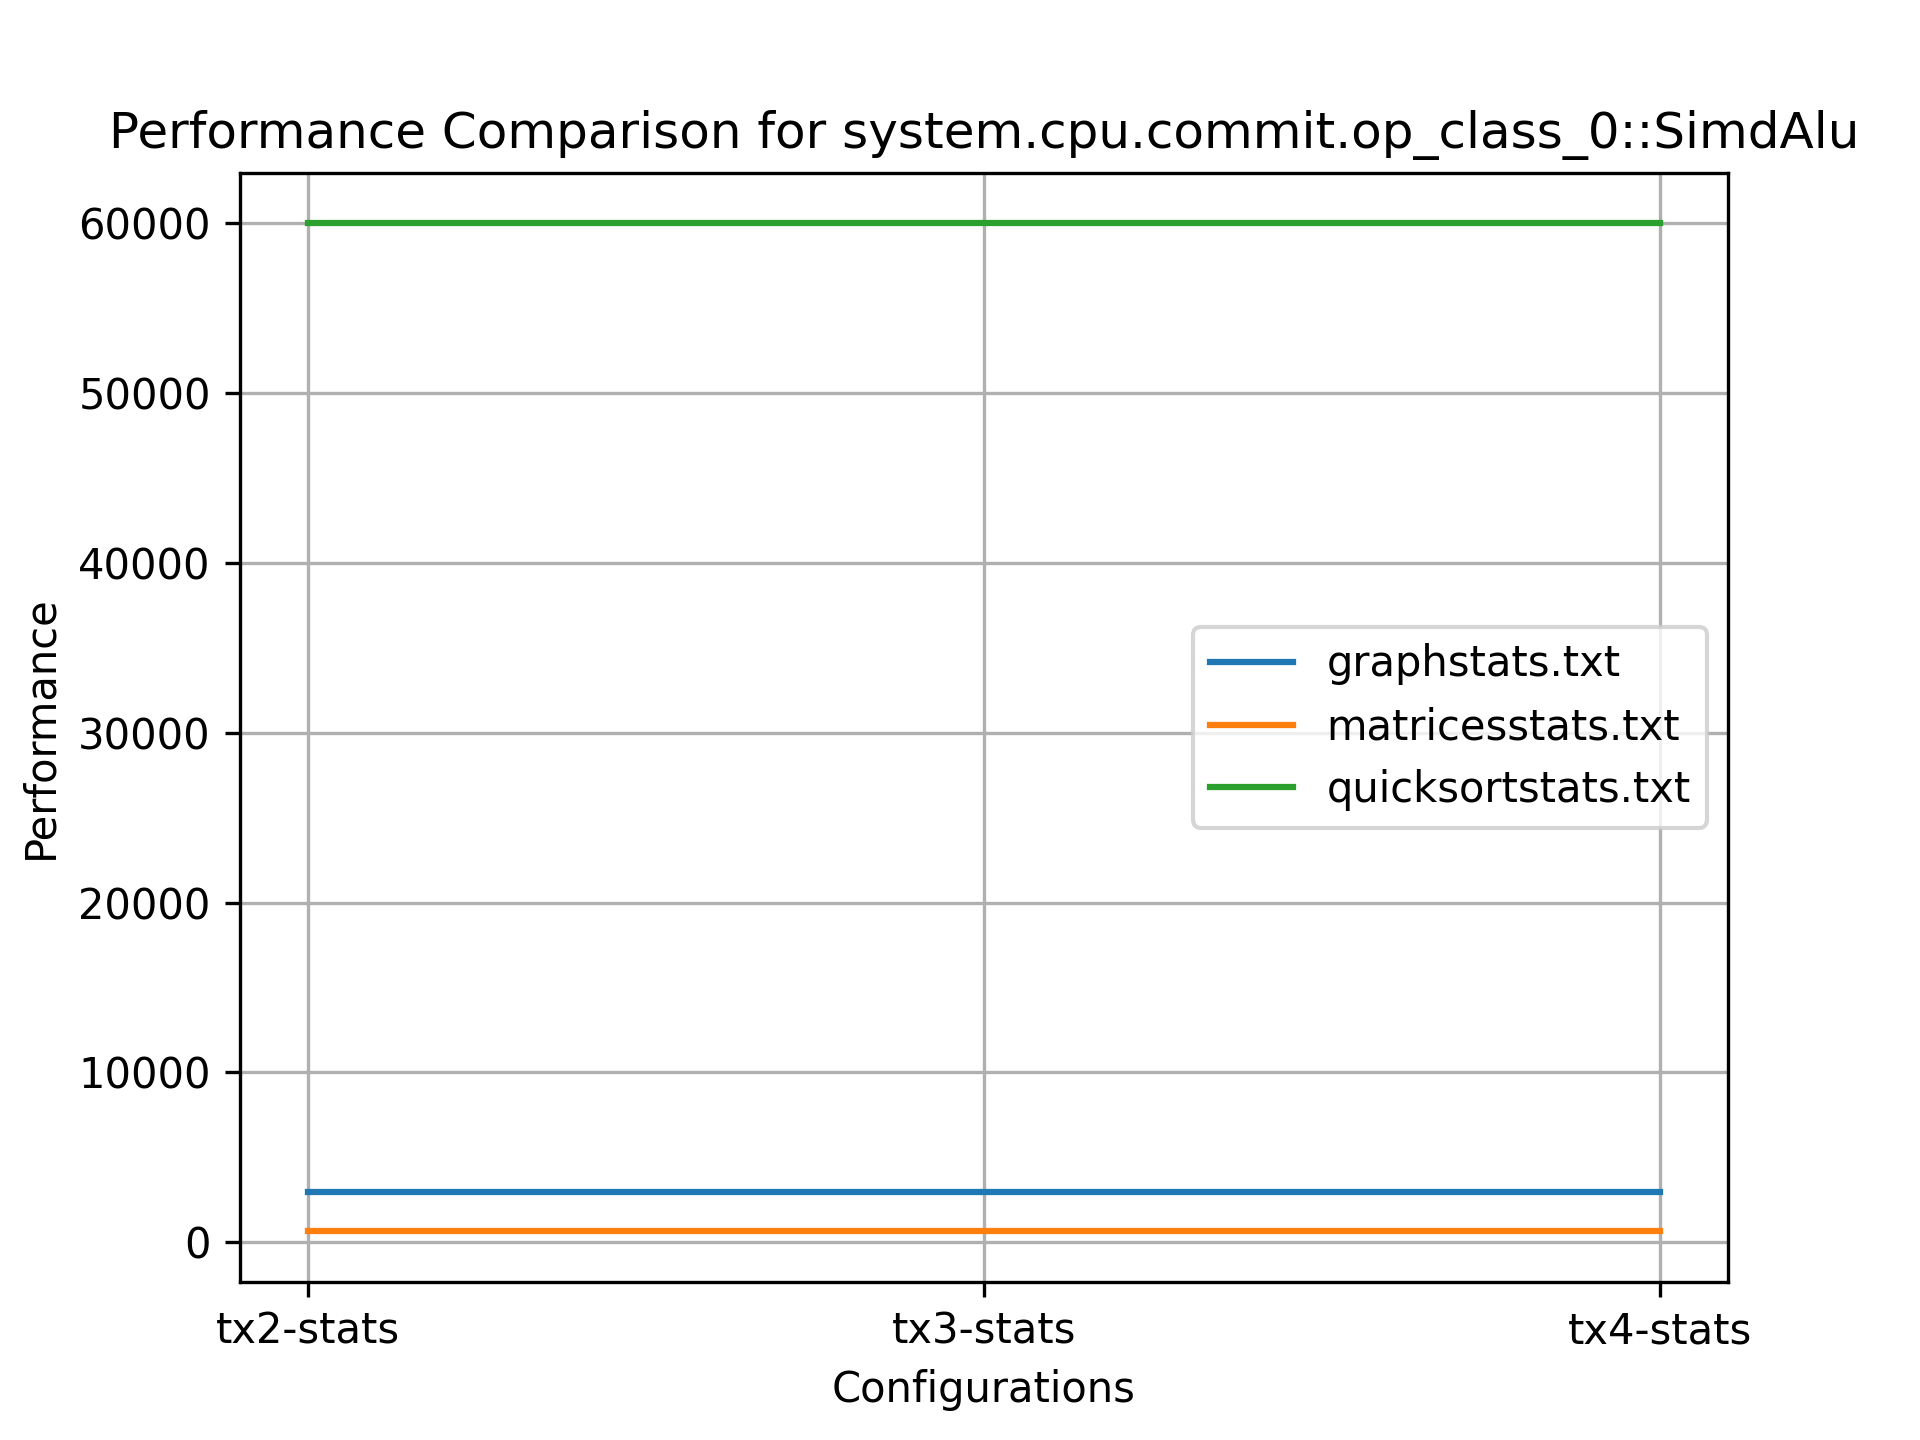 Performance Comparison for system.cpu.commit.op_class_0::SimdAlu
60000
50000
40000
30000
20000
10000
0
Performance
graphstats.txt
matricesstats.txt
quicksortstats.txt
tx2-stats
tx3-stats
tx4-stats
Configurations